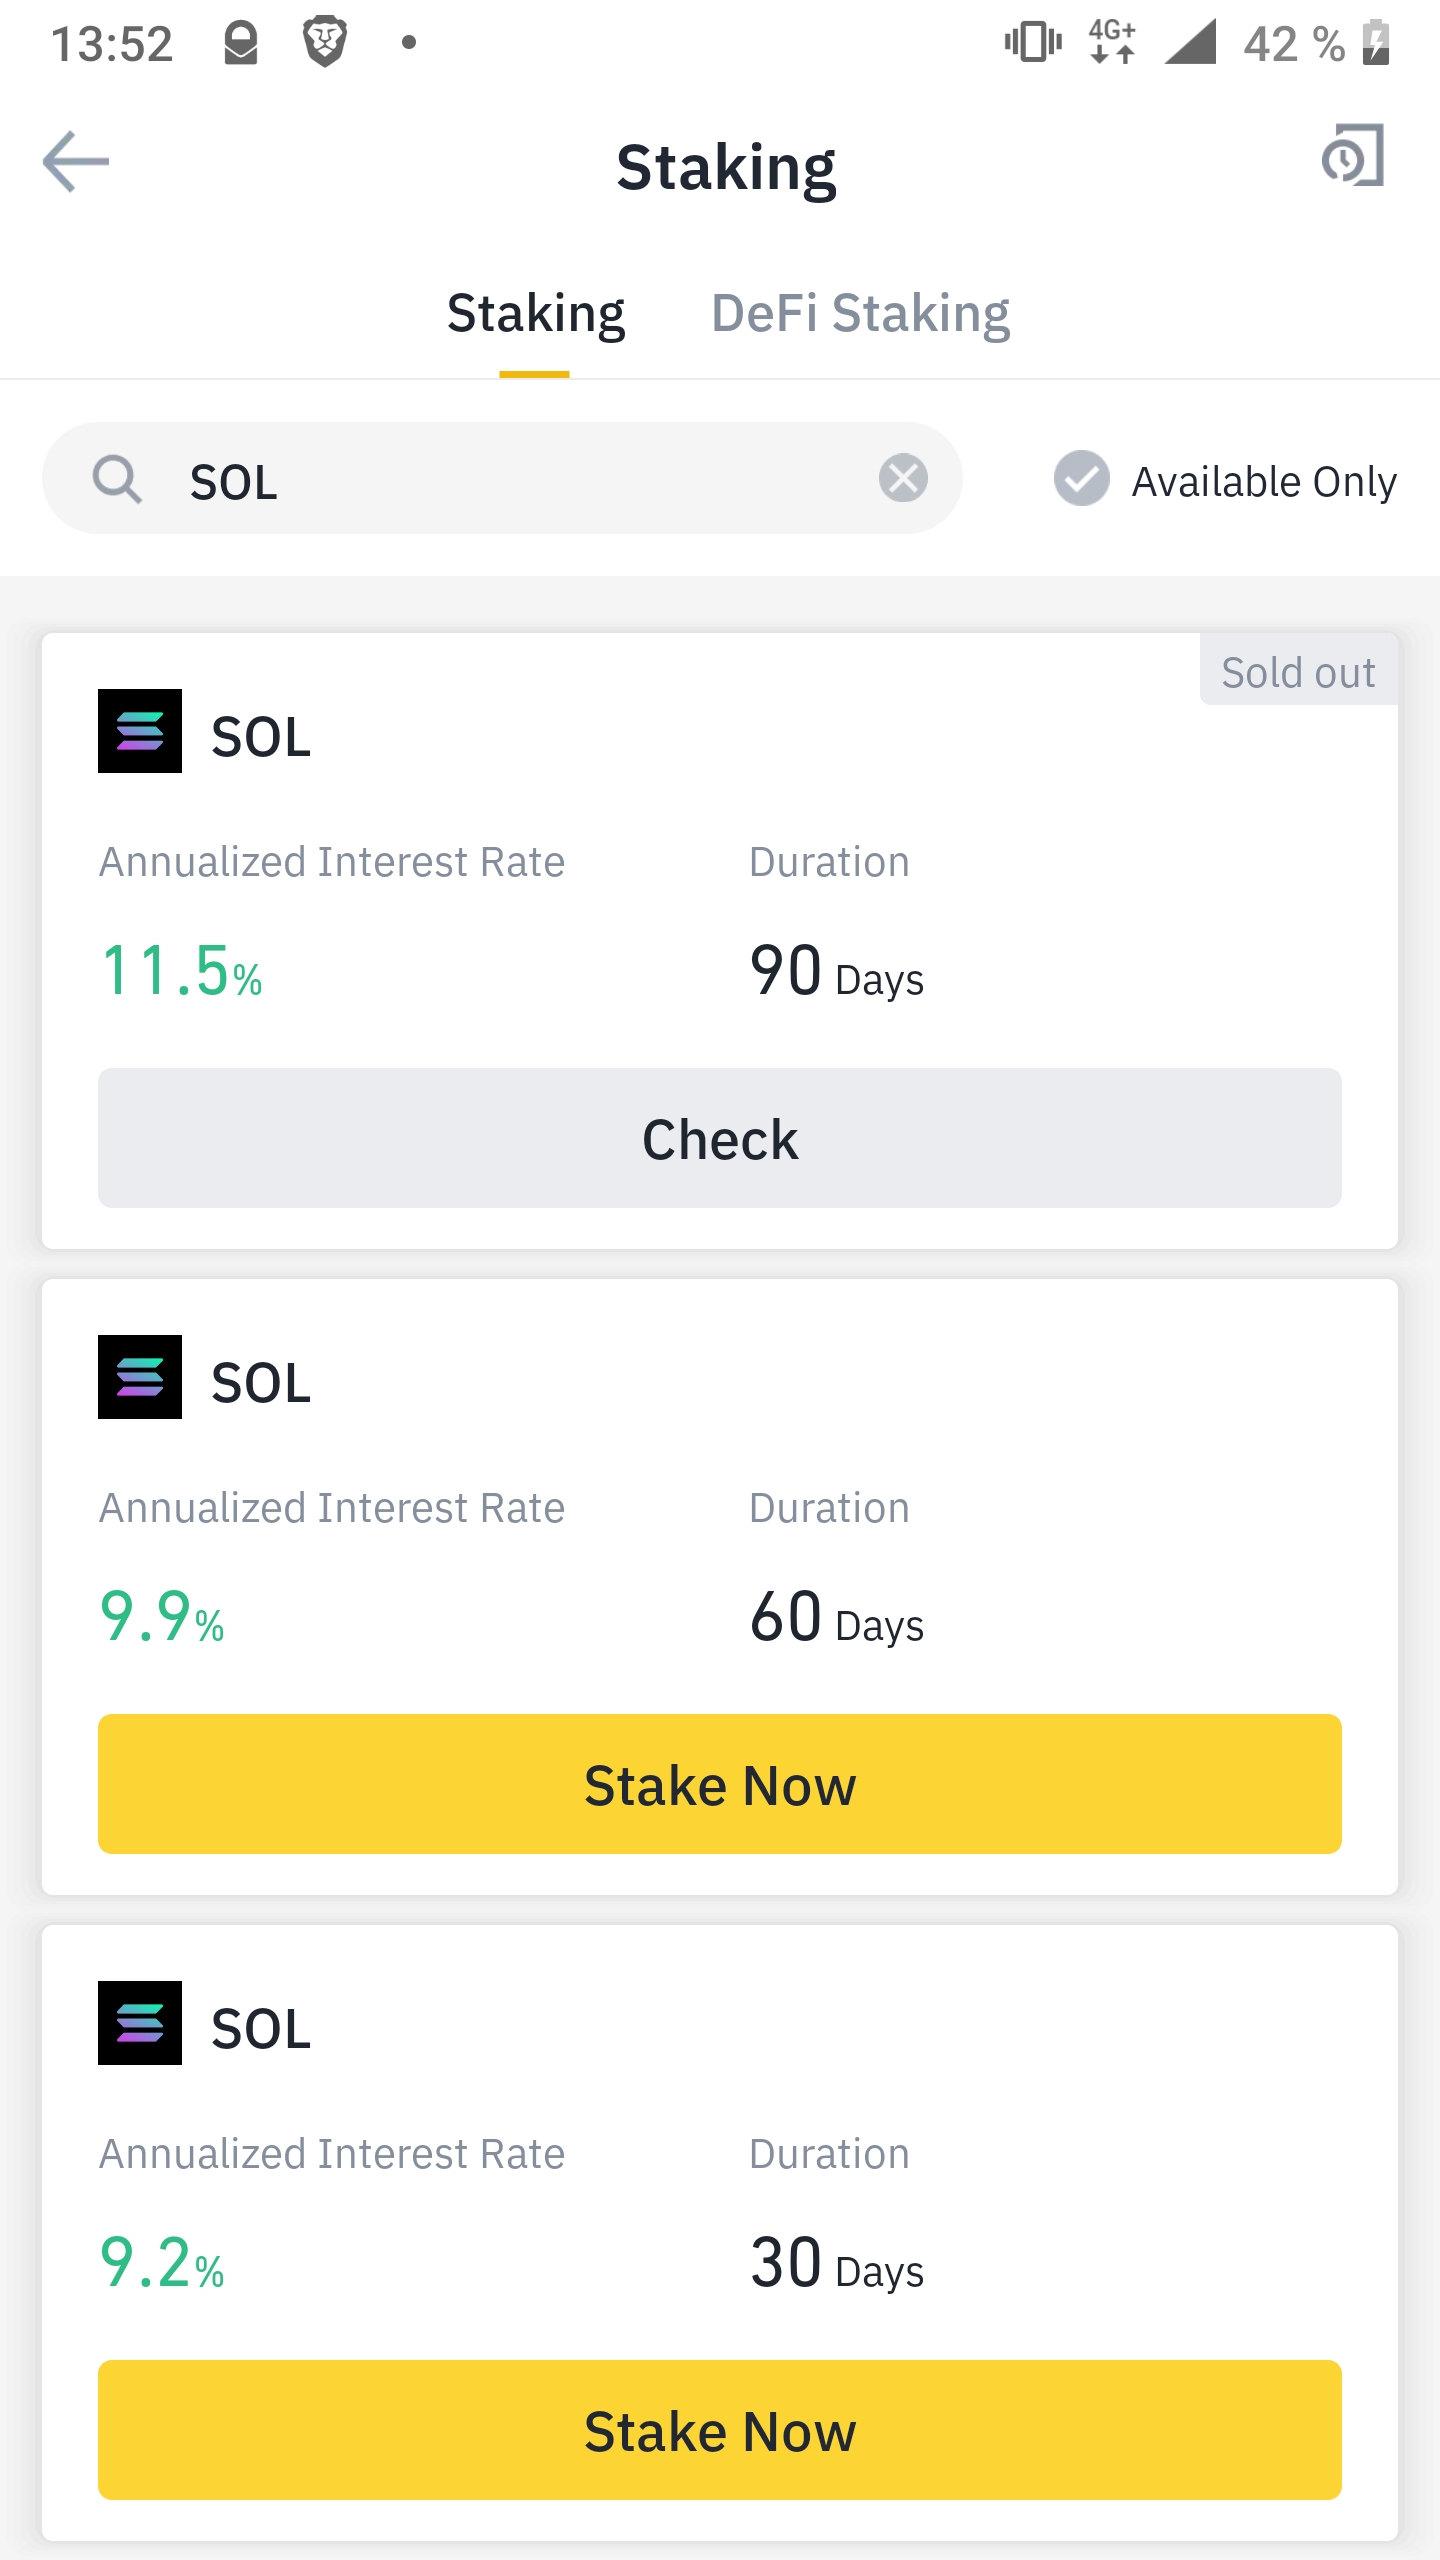 13:52 4G+ 42 %
Staking
Staking DeFi Staking
SOL Available Only
Sold out
SOL
Annualized Interest Rate Duration
11.5% 90 Days
Check
SOL
Annualized Interest Rate Duration
9.9% 60 Days
Stake Now
SOL
Annualized Interest Rate Duration
9.2% 30 Days
Stake Now